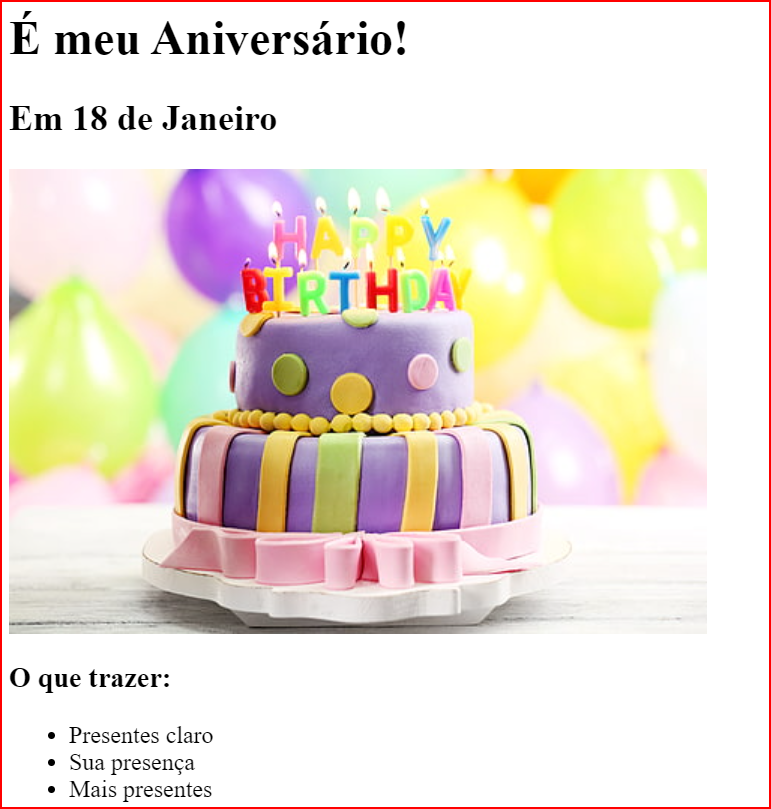 É meu Aniversário!
Em 18 de Janeiro
HAPPY
BIRTHDAY
O que trazer:
Presentes claro
Sua presença
Mais presentes